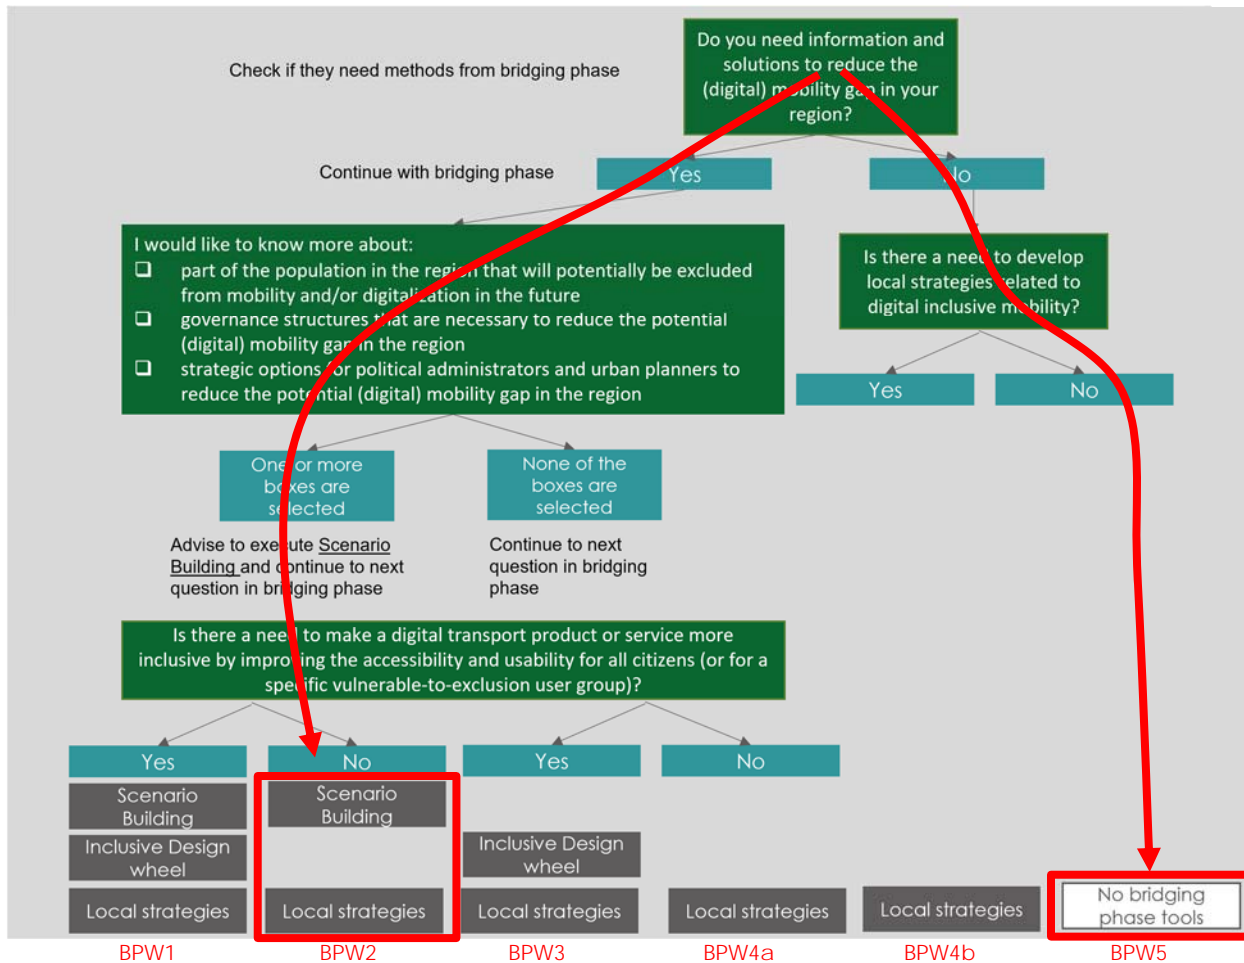 Do you need information and
solutions to reduce the
(digital) mobility gap in your
region?
Check if they need methods from bridging phase
Continue with bridging phase
Yes
No
I would like to know more about:
❑ part of the population in the region that will potentially be excluded
from mobility and/or digitalization in the future
❑ governance structures that are necessary to reduce the potential
(digital) mobility gap in the region
❑ strategic options for political administrators and urban planners to
reduce the potential (digital) mobility gap in the region
Is there a need to develop
local strategies related to
digital inclusive mobility?
Yes
No
One or more
boxes are
selected
None of the
boxes are
selected
Advise to execute Scenario
Building and continue to next
question in bridging phase
Continue to next
question in bridging
phase
Is there a need to make a digital transport product or service more
inclusive by improving the accessibility and usability for all citizens (or for a
specific vulnerable-to-exclusion user group)?
Yes
No
Yes
No
Scenario
Building
Scenario
Building
Inclusive Design
wheel
Inclusive Design
wheel
Local strategies
Local strategies
Local strategies
Local strategies
Local strategies
No bridging
phase tools
BPW1
BPW2
BPW3
BPW4a
BPW4b
BPW5